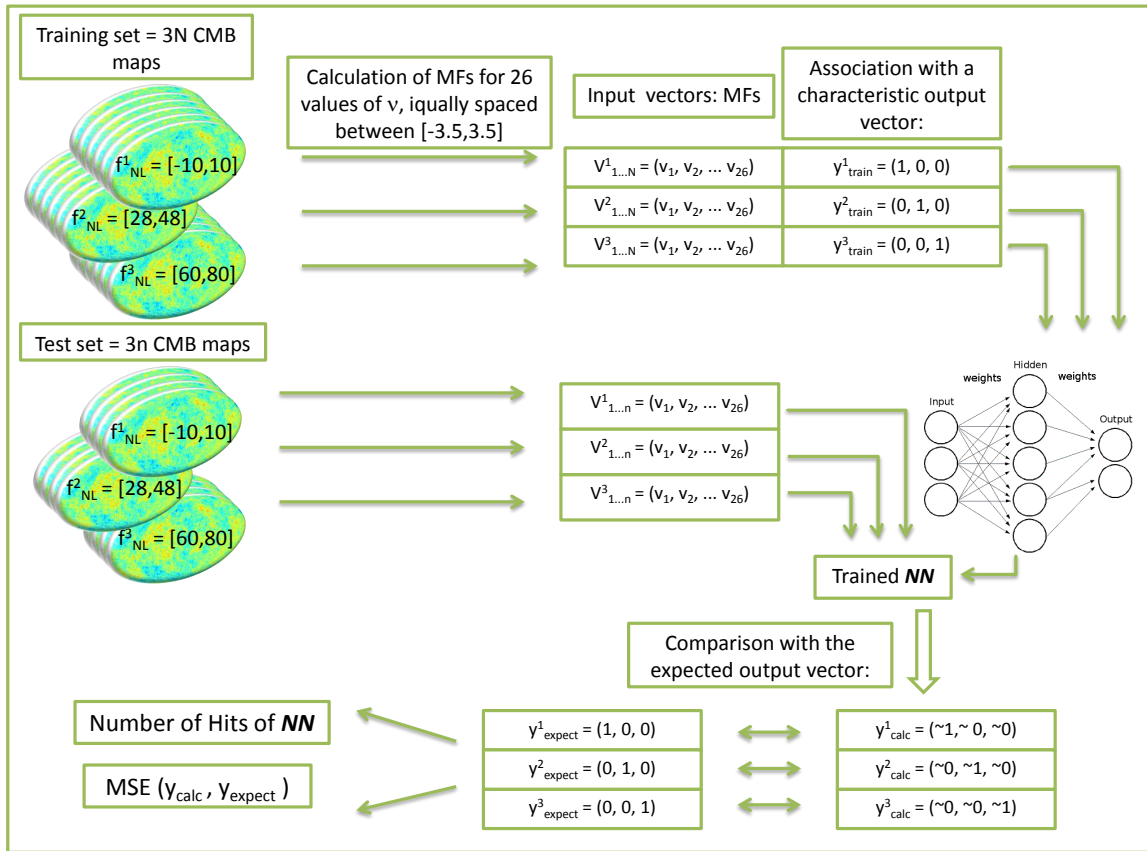 Training set = 3N CMB
maps
Calculation of MFs for 26
values of ν, iqually spaced
between [-3.5,3.5]
Input vectors: MFs
Association with a
characteristic output
vector:
f¹NL = [-10,10]
f²NL = [28,48]
f³NL = [60,80]
V¹1...N = (v1, v2, ... v26)
y¹train = (1, 0, 0)
V²1...N = (v1, v2, ... v26)
y²train = (0, 1, 0)
V³1...N = (v1, v2, ... v26)
y³train = (0, 0, 1)
Test set = 3n CMB maps
f¹NL = [-10,10]
f²NL = [28,48]
f³NL = [60,80]
V¹1...n = (v1, v2, ... v26)
V²1...n = (v1, v2, ... v26)
V³1...n = (v1, v2, ... v26)
Hidden
weights
weights
Input
Output
Trained NN
Comparison with the
expected output vector:
Number of Hits of NN
MSE (ycalc , yexpect )
y¹expect = (1, 0, 0)
y¹calc = (~1,~ 0, ~0)
y²expect = (0, 1, 0)
y²calc = (~0, ~1, ~0)
y³expect = (0, 0, 1)
y³calc = (~0, ~0, ~1)